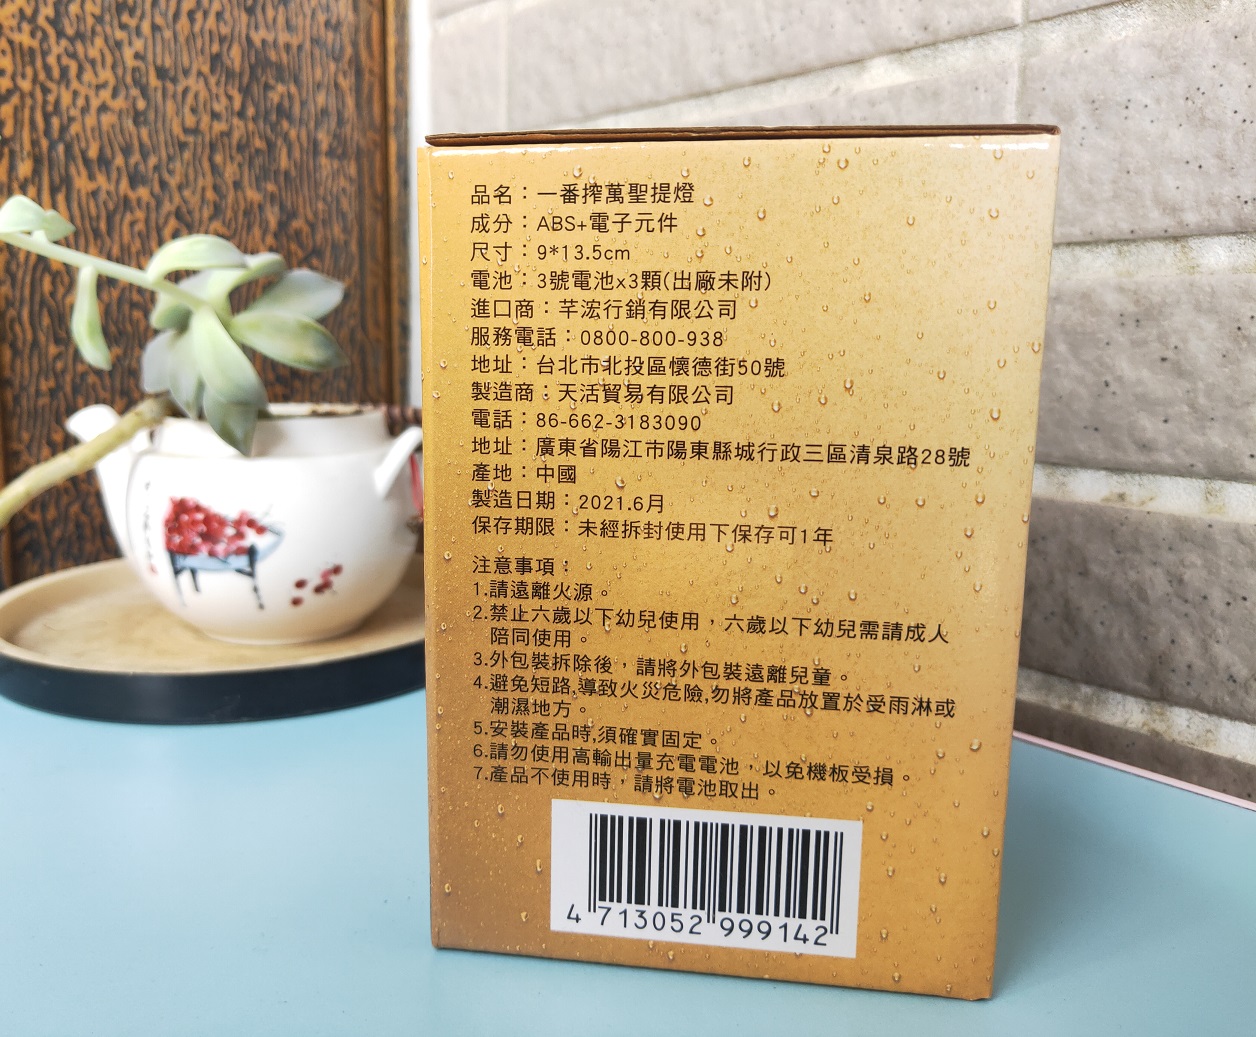 品名：一番搾萬聖提燈
成分：ABS+電子元件
尺寸：9*13.5cm
電池：3號電池x3顆(出廠未附)
進口商：芊浤行銷有限公司
服務電話：0800-800-938
地址：台北市北投區懷德街50號
製造商：天活貿易有限公司
電話：86-662-3183090
地址：廣東省陽江市陽東縣城行政三區清泉路28號
產地：中國
製造日期：2021.6月
保存期限：未經拆封使用下保存可1年
注意事項：
1.請遠離火源。
2.禁止六歲以下幼兒使用，六歲以下幼兒需請成人
陪同使用。
3.外包裝拆除後，請將外包裝遠離兒童。
4.避免短路,導致火災危險,勿將產品放置於受雨淋或
潮濕地方。
5.安裝產品時,須確實固定。
6.請勿使用高輸出量充電電池，以免機板受損。
7.產品不使用時，請將電池取出。
4 713052 999142